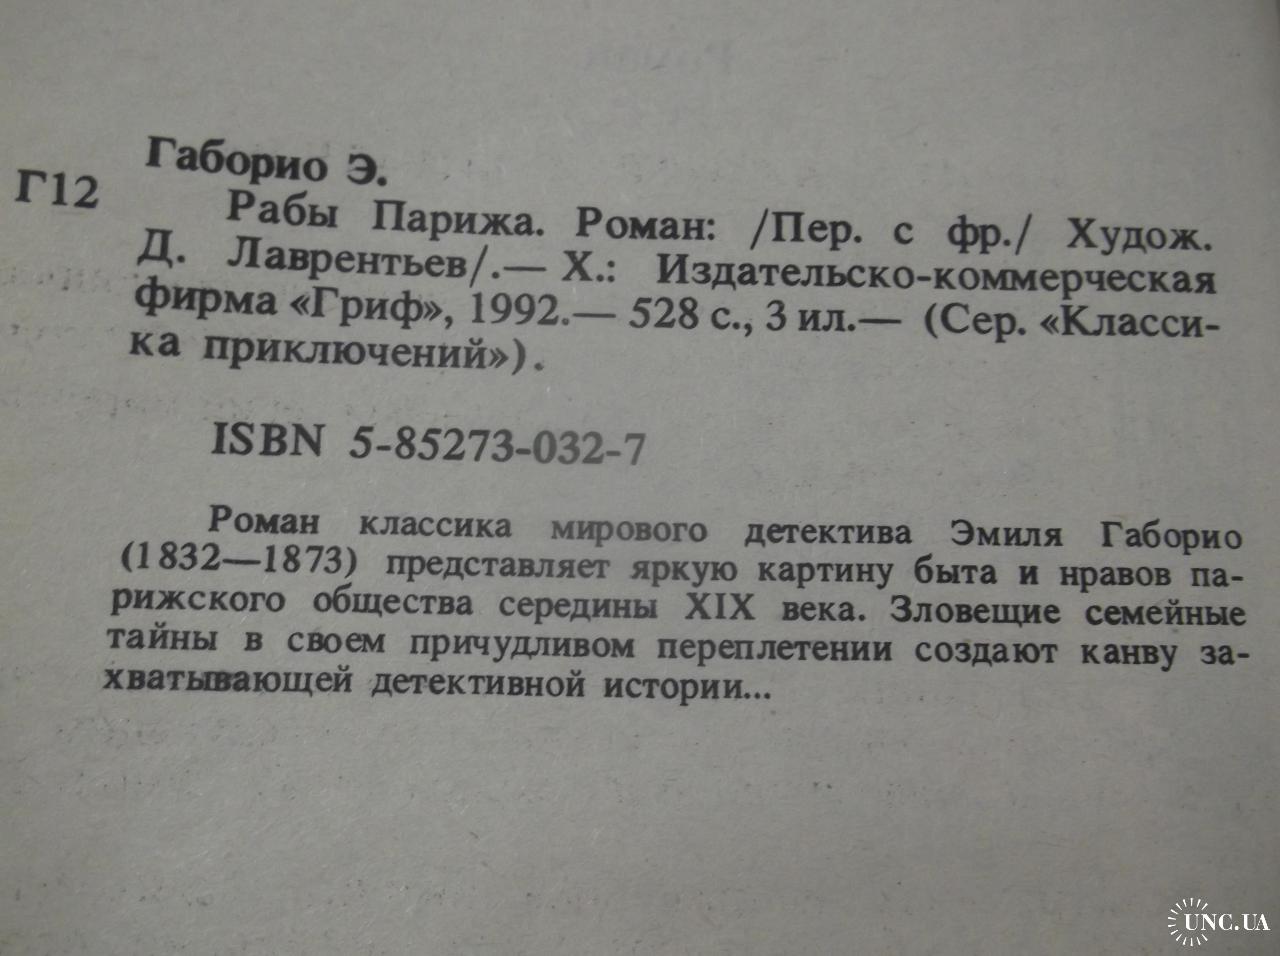 Габорио Э.
Г12
Рабы Парижа. Роман: /Пер. с фр./ Худож.
Д. Лаврентьев/.— Х.: Издательско-коммерческая
фирма «Гриф», 1992.— 528 с., 3 ил.— (Сер. «Класси-
ка приключений»).
ISBN 5-85273-032-7
Роман классика мирового детектива Эмиля Габорио
(1832—1873) представляет яркую картину быта и нравов па-
рижского общества середины XIX века. Зловещие семейные
тайны в своем причудливом переплетении создают канву за-
хватывающей детективной истории...
UNC.UA